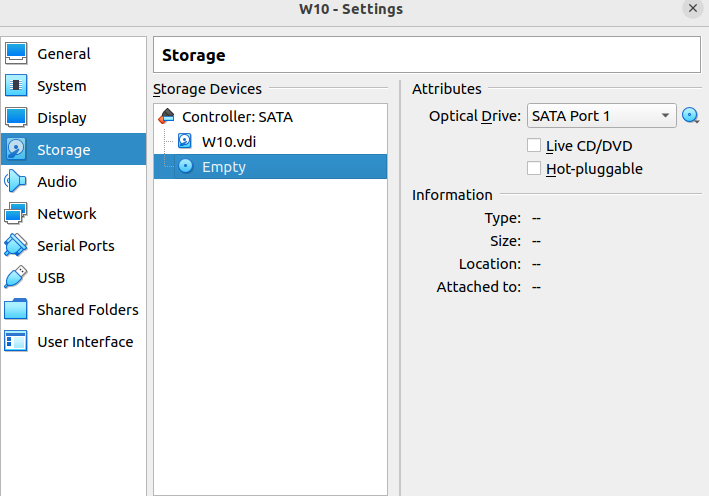 W10 - Settings
General
System
Display
Storage
Audio
Network
Serial Ports
USB
Shared Folders
User Interface
Storage
Storage Devices
Controller: SATA
W10.vdi
Empty
Attributes
Optical Drive: SATA Port 1
Live CD/DVD
Hot-pluggable
Information
Type: --
Size: --
Location: --
Attached to: --